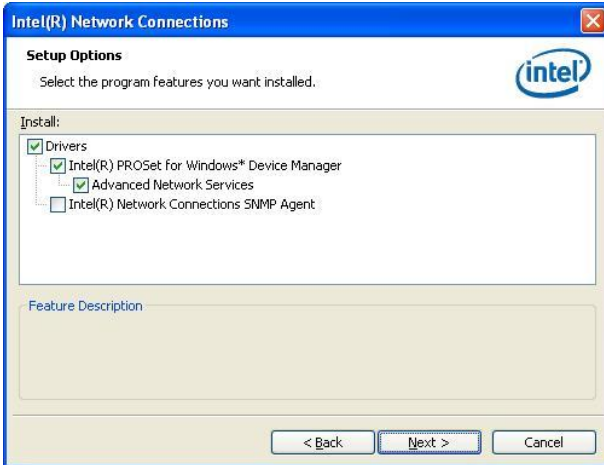 Intel(R) Network Connections
Setup Options
Select the program features you want installed.
intel
Install:
Drivers
Intel(R) PROSet for Windows* Device Manager
Advanced Network Services
Intel(R) Network Connections SNMP Agent
Feature Description
< Back
Next >
Cancel